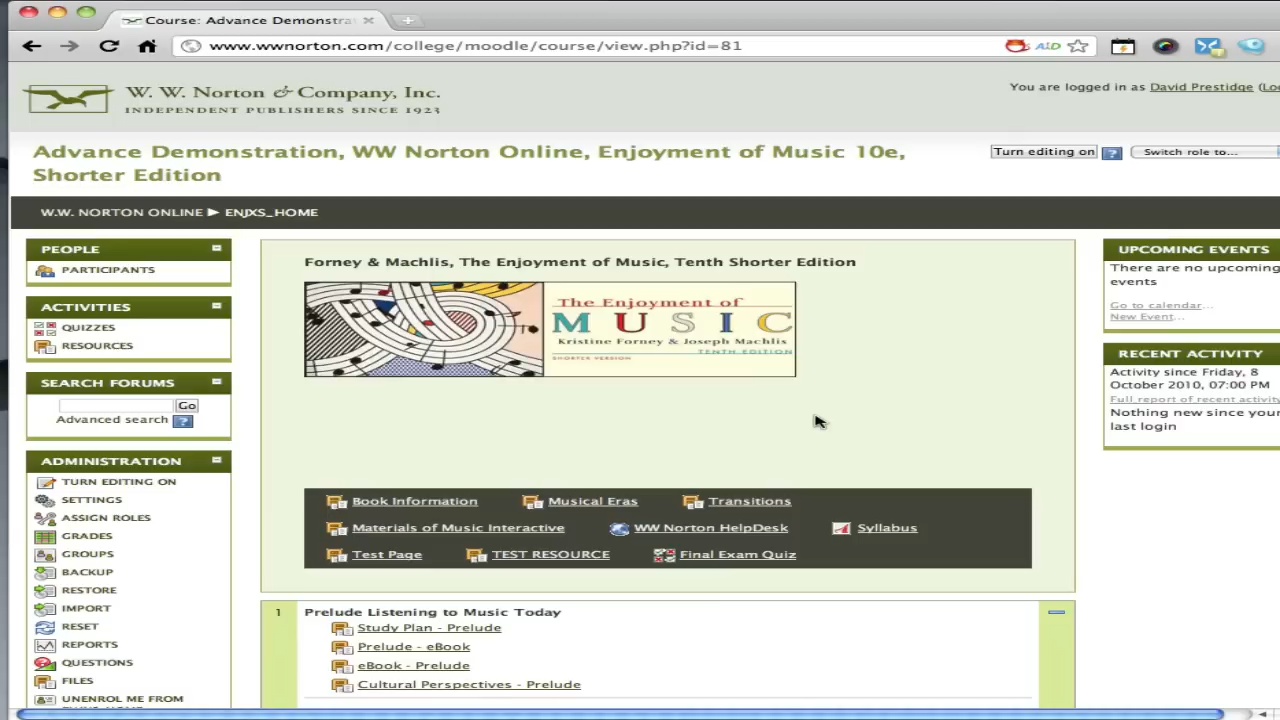 Course: Advance Demonstra
www.wwnorton.com/college/moodle/course/view.php?id=81
AID
W. W. Norton & Company, Inc.
INDEPENDENT PUBLISHERS SINCE 1923
You are logged in as David Prestidge (Lo
Advance Demonstration, WW Norton Online, Enjoyment of Music 10e,
Shorter Edition
Turn editing on
?
Switch role to...
W.W. NORTON ONLINE ► ENJXS_HOME
PEOPLE
PARTICIPANTS
ACTIVITIES
QUIZZES
RESOURCES
SEARCH FORUMS
Go
Advanced search ?
ADMINISTRATION
TURN EDITING ON
SETTINGS
ASSIGN ROLES
GRADES
GROUPS
BACKUP
RESTORE
IMPORT
RESET
REPORTS
QUESTIONS
FILES
UNENROL ME FROM
Forney & Machlis, The Enjoyment of Music, Tenth Shorter Edition
The Enjoyment of
MUSIC
Kristine Forney & Joseph Machlis
TENTH EDITION
SHORTER VERSION
Book Information
Musical Eras
Transitions
Materials of Music Interactive
WW Norton HelpDesk
Syllabus
Test Page
TEST RESOURCE
Final Exam Quiz
1
Prelude Listening to Music Today
Study Plan - Prelude
Prelude - eBook
eBook - Prelude
Cultural Perspectives - Prelude
UPCOMING EVENTS
There are no upcoming
events
Go to calendar...
New Event...
RECENT ACTIVITY
Activity since Friday, 8
October 2010, 07:00 PM
Full report of recent activity
Nothing new since your
last login